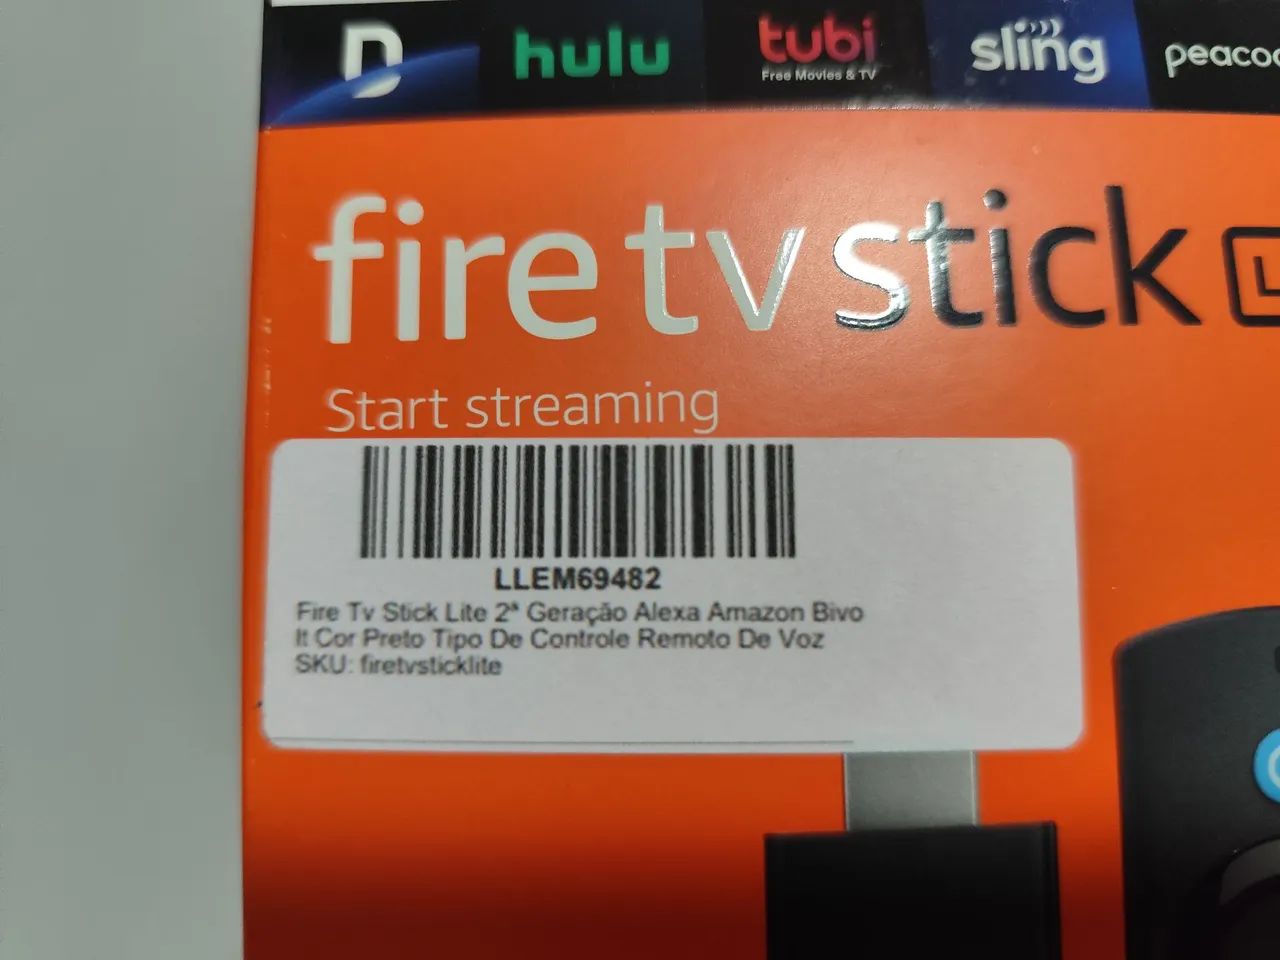 D
hulu
tubi
Free Movies & TV
sling
peacoc
fire tv stick L
Start streaming
LLEM69482
Fire Tv Stick Lite 2ª Geração Alexa Amazon Bivo
lt Cor Preto Tipo De Controle Remoto De Voz
SKU: firetvsticklite